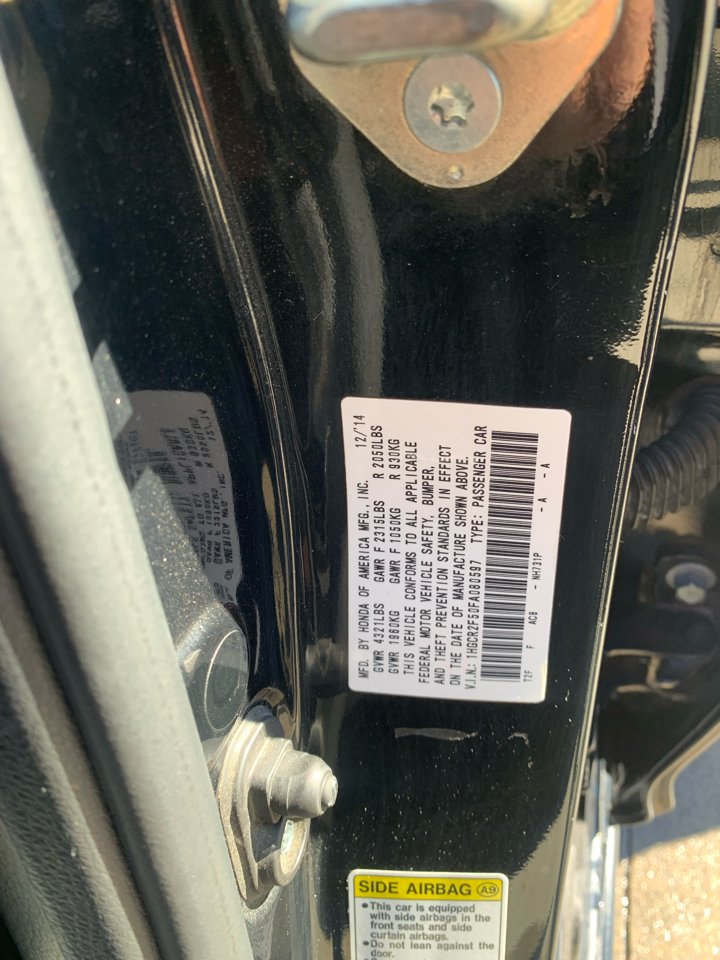 MFD. BY HONDA OF AMERICA MFG., INC. 12/14
GVWR 4321LBS GAWR F 2315LBS R 2050LBS
GVWR 1960KG GAWR F 1050KG R 930KG
THIS VEHICLE CONFORMS TO ALL APPLICABLE
FEDERAL MOTOR VEHICLE SAFETY, BUMPER,
AND THEFT PREVENTION STANDARDS IN EFFECT
ON THE DATE OF MANUFACTURE SHOWN ABOVE.
V.I.N.: 1HGCR2F50FA080597 TYPE: PASSENGER CAR
T2F F AC8 - NH731P - A - A
SIDE AIRBAG A9
•This car is equipped
with side airbags in the
front seats and side
curtain airbags.
•Do not lean against the
door.